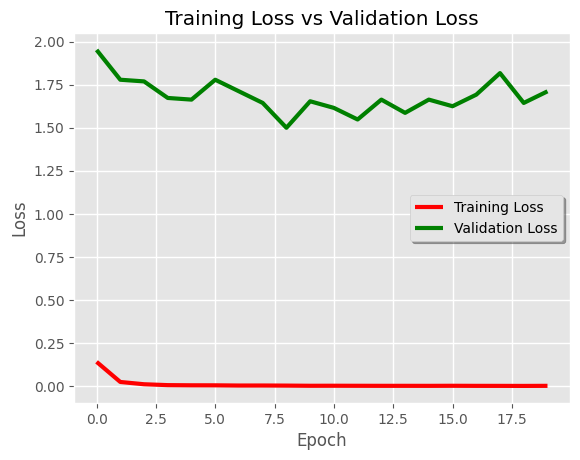 Training Loss vs Validation Loss
2.00
1.75
1.50
1.25
1.00
0.75
0.50
0.25
0.00
Loss
Training Loss
Validation Loss
0.0 2.5 5.0 7.5 10.0 12.5 15.0 17.5
Epoch